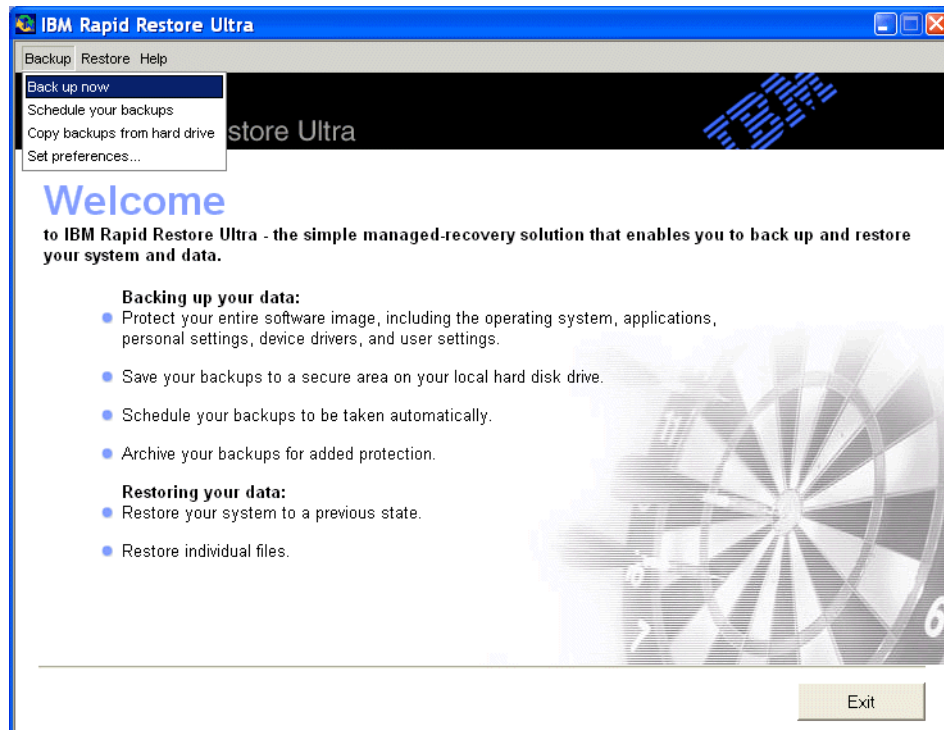 IBM Rapid Restore Ultra
Backup Restore Help
Back up now
Schedule your backups
Copy backups from hard drive
Set preferences...
store Ultra
IBM
Welcome
to IBM Rapid Restore Ultra - the simple managed-recovery solution that enables you to back up and restore
your system and data.
Backing up your data:
Protect your entire software image, including the operating system, applications,
personal settings, device drivers, and user settings.
Save your backups to a secure area on your local hard disk drive.
Schedule your backups to be taken automatically.
Archive your backups for added protection.
Restoring your data:
Restore your system to a previous state.
Restore individual files.
6
Exit